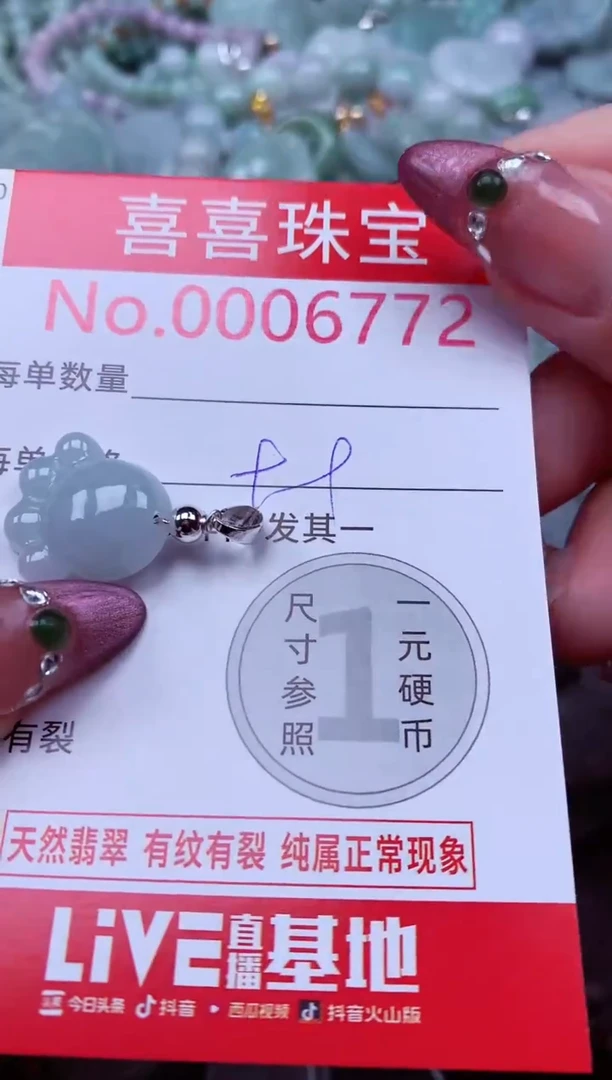 喜喜珠宝
No.0006772
每单数量
每单
发其一
尺寸参照
一元硬币
1
有裂
天然翡翠 有纹有裂 纯属正常现象
LiVE直播基地
今日头条 抖音 西瓜视频 抖音火山版